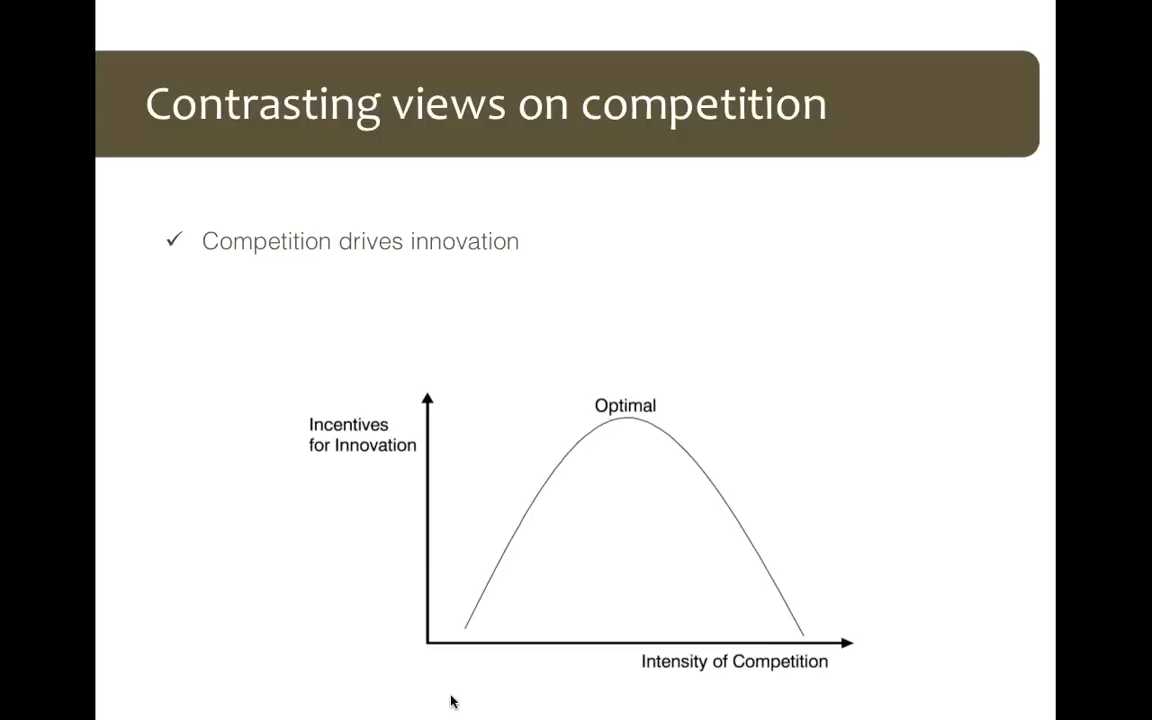 Contrasting views on competition
✓ Competition drives innovation
Optimal
Incentives
for Innovation
Intensity of Competition